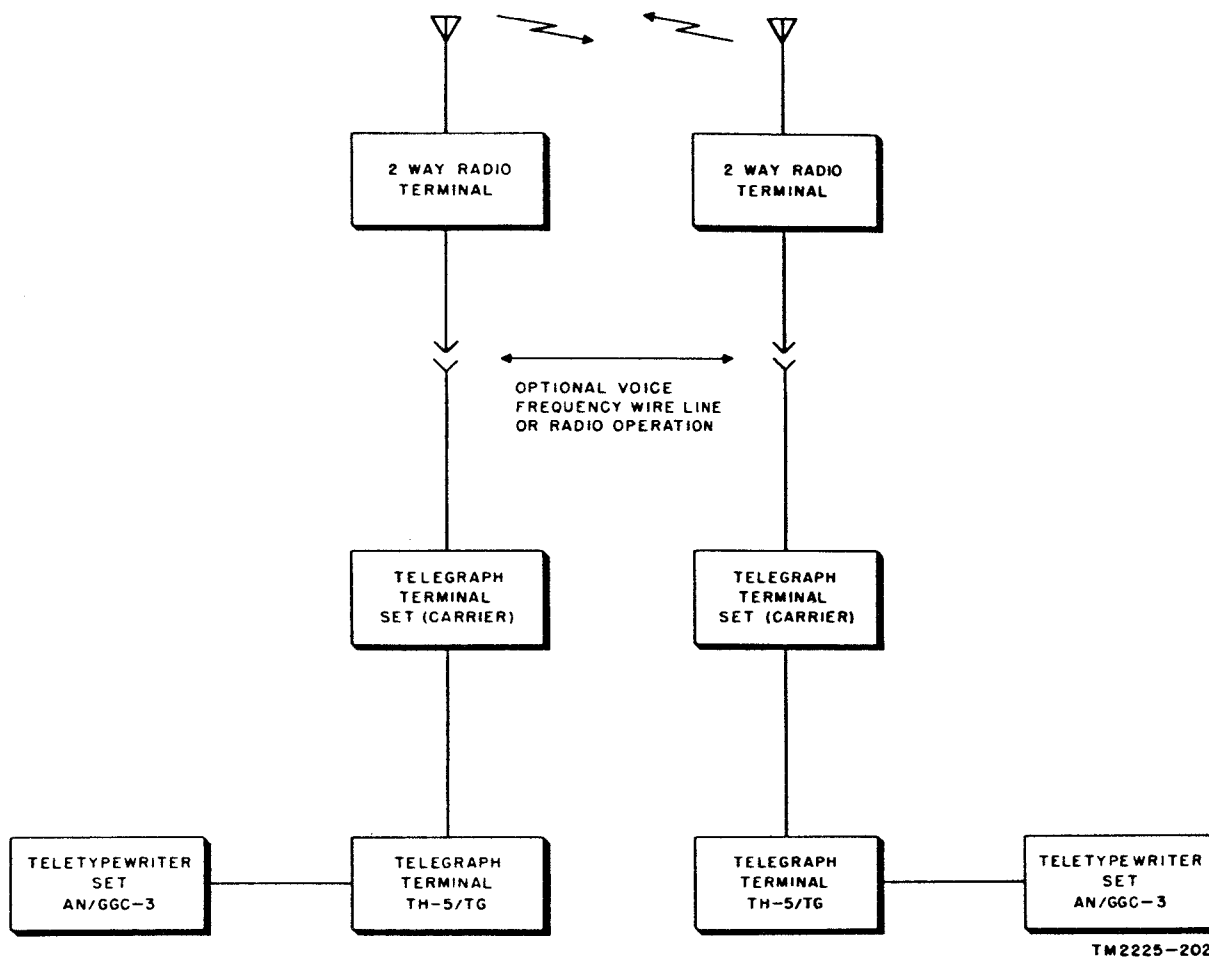 2 WAY RADIO
TERMINAL
2 WAY RADIO
TERMINAL
OPTIONAL VOICE
FREQUENCY WIRE LINE
OR RADIO OPERATION
TELEGRAPH
TERMINAL
SET (CARRIER)
TELEGRAPH
TERMINAL
SET (CARRIER)
TELETYPEWRITER
SET
AN/GGC-3
TELEGRAPH
TERMINAL
TH-5/TG
TELEGRAPH
TERMINAL
TH-5/TG
TELETYPEWRITER
SET
AN/GGC-3
TM2225-202